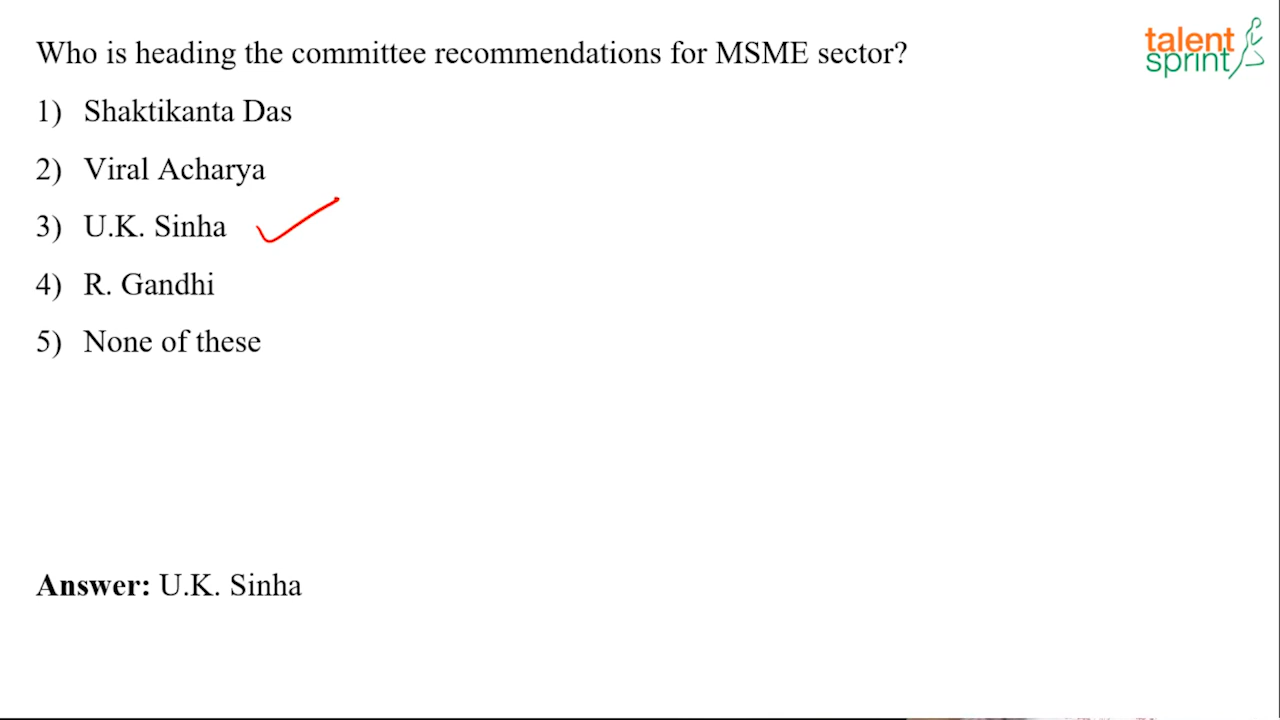 Who is heading the committee recommendations for MSME sector?
talent
sprint
1) Shaktikanta Das
2) Viral Acharya
3) U.K. Sinha
4) R. Gandhi
5) None of these
Answer: U.K. Sinha